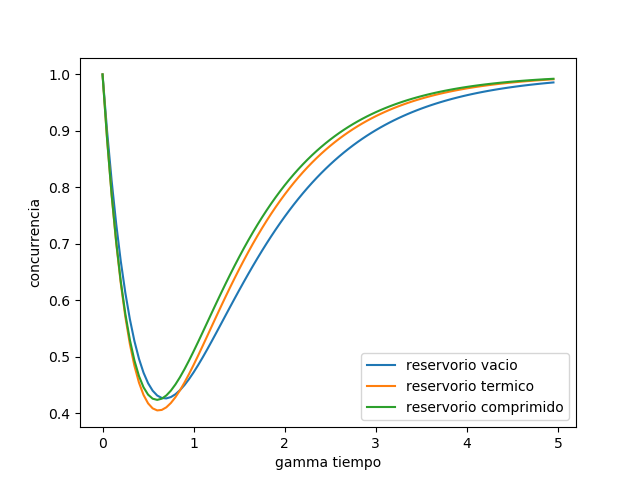 1.0
0.9
0.8
0.7
0.6
0.5
0.4
concurrencia
reservorio vacio
reservorio termico
reservorio comprimido
0 1 2 3 4 5
gamma tiempo